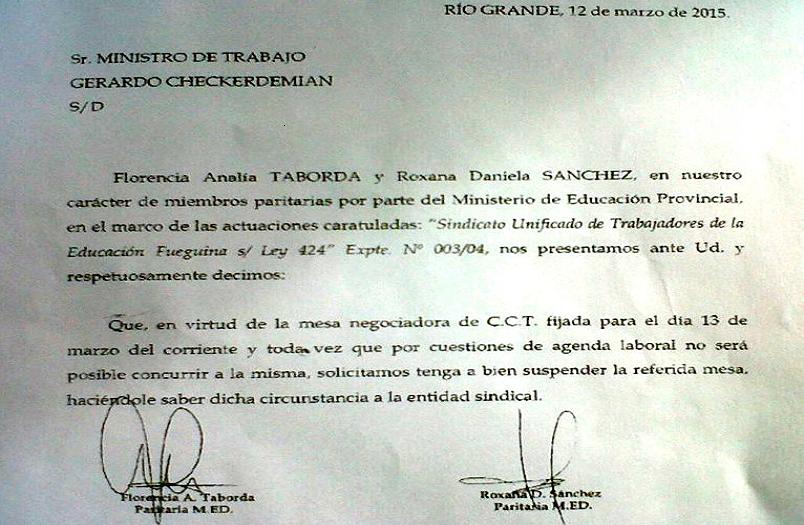 RÍO GRANDE, 12 de marzo de 2015.
Sr. MINISTRO DE TRABAJO
GERARDO CHECKERDEMIAN
S/D
Florencia Analía TABORDA y Roxana Daniela SANCHEZ, en nuestro
carácter de miembros paritarias por parte del Ministerio de Educación Provincial,
en el marco de las actuaciones caratuladas: "Sindicato Unificado de Trabajadores de la
Educación Fueguina s/ Ley 424" Expte. Nº 003/04, nos presentamos ante Ud. y
respetuosamente decimos:
Que, en virtud de la mesa negociadora de C.C.T. fijada para el día 13 de
marzo del corriente y toda vez que por cuestiones de agenda laboral no será
posible concurrir a la misma, solicitamos tenga a bien suspender la referida mesa,
haciéndole saber dicha circunstancia a la entidad sindical.
Florencia A. Taborda
Paritaria M.ED.
Roxana D. Sánchez
Paritaria M.ED.